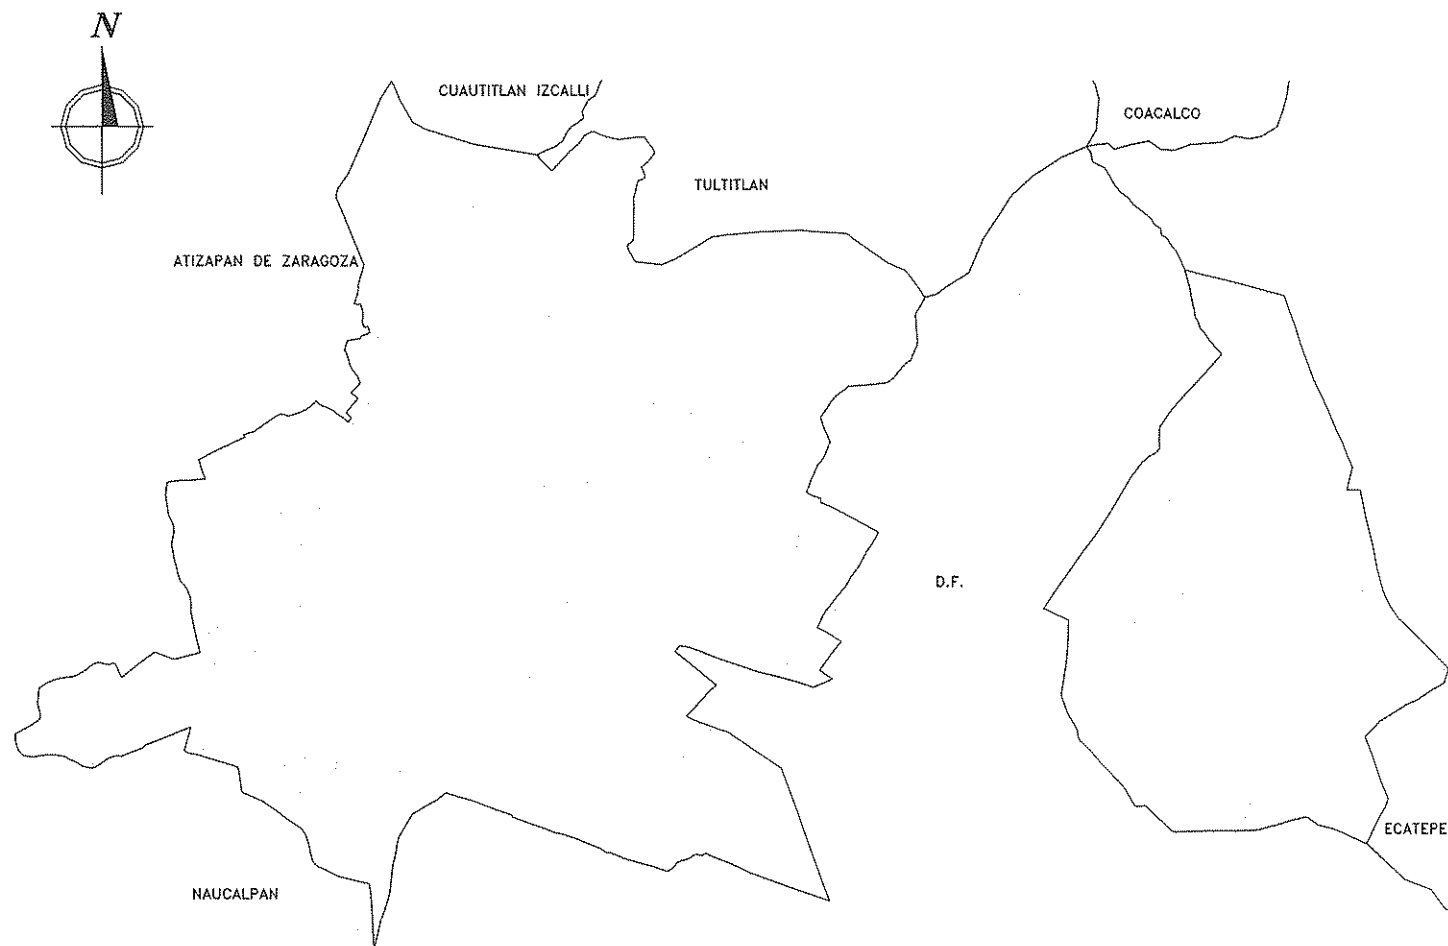 N
CUAUTITLAN IZCALLI
COACALCO
TULTITLAN
ATIZAPAN DE ZARAGOZA
D.F.
ECATEPE
NAUCALPAN